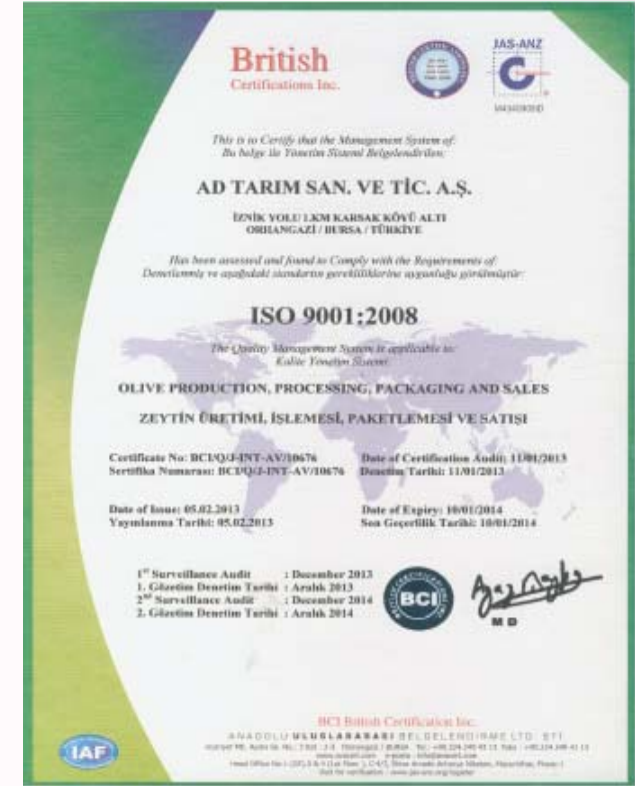 British
Certifications Inc.
JAS-ANZ
C
This is to Certify that the Management System of:
Bu belge ile Yönetim Sistemi Belgelendirilen;
AD TARIM SAN. VE TİC. A.Ş.
İZNİK YOLU 1.KM KARSAK KÖYÜ ALTI
ORHANGAZİ / BURSA / TÜRKİYE
Has been assessed and found to Comply with the Requirements of:
Denetlenmiş ve aşağıdaki standartın gerekliliklerine uygunluğu görülmüştür:
ISO 9001:2008
The Quality Management System is applicable to:
Kalite Yönetim Sistemi:
OLIVE PRODUCTION, PROCESSING, PACKAGING AND SALES
ZEYTİN ÜRETİMİ, İŞLEMESİ, PAKETLEMESİ VE SATIŞI
Certificate No: BCI/Q/J-INT-AV/10676 Date of Certification Audit: 11/01/2013
Sertifika Numarası: BCI/Q/J-INT-AV/10676 Denetim Tarihi: 11/01/2013
Date of Issue: 05.02.2013 Date of Expiry: 10/01/2014
Yayınlanma Tarihi: 05.02.2013 Son Geçerlilik Tarihi: 10/01/2014
1st Surveillance Audit : December 2013
1. Gözetim Denetim Tarihi : Aralık 2013
2nd Surveillance Audit : December 2014
2. Gözetim Denetim Tarihi : Aralık 2014
BCI
M D
BCI British Certification Inc.
ANADOLU ULUSLARARASI BELGELENDİRME LTD. ŞTİ
IAF